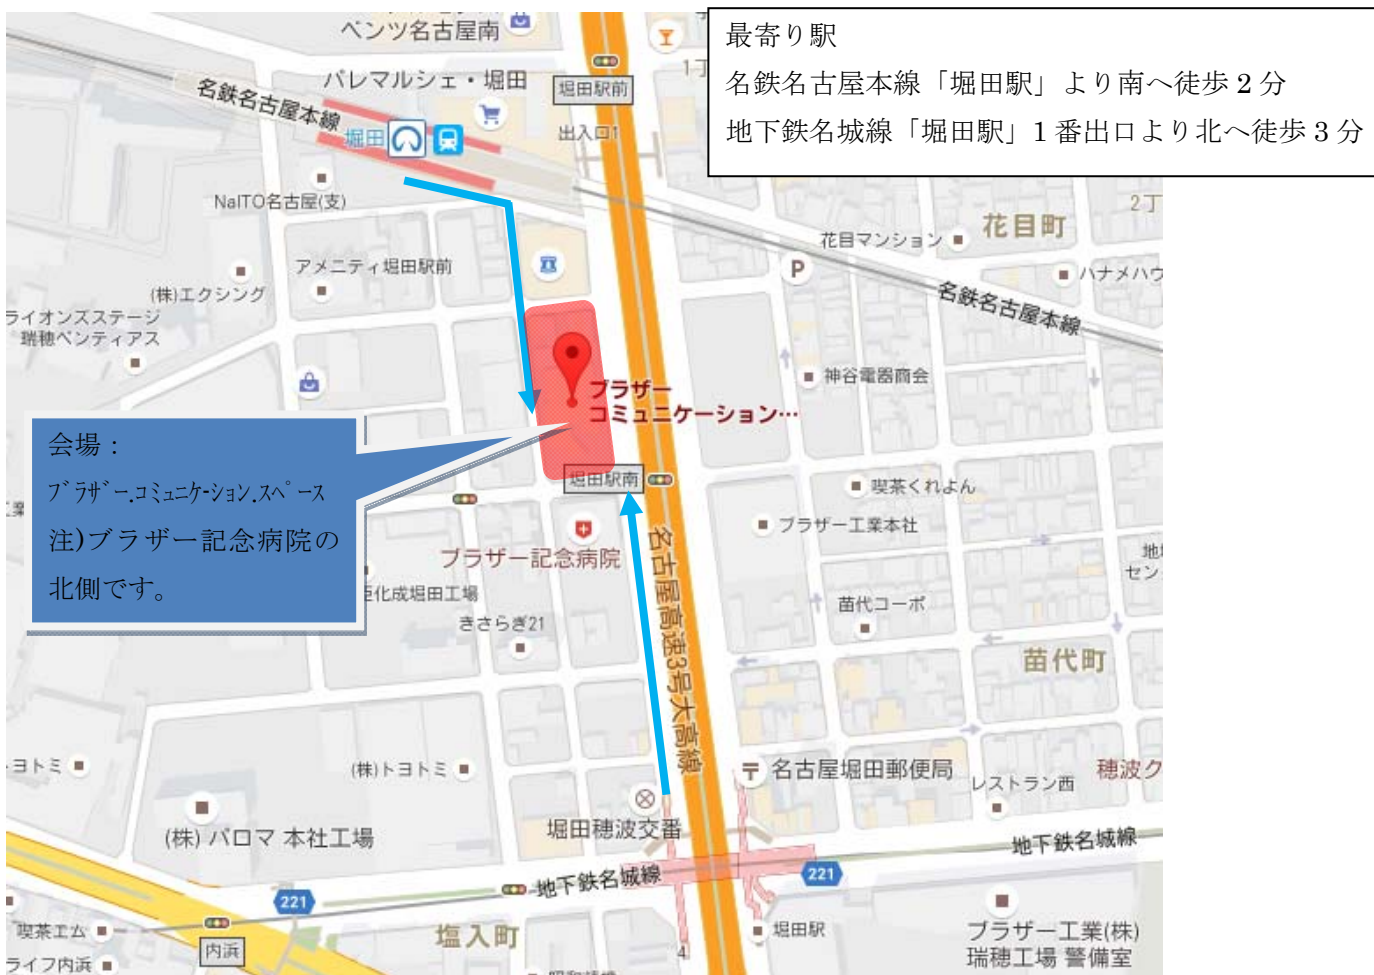 最寄り駅
名鉄名古屋本線「堀田駅」より南へ徒歩 2 分
地下鉄名城線「堀田駅」1 番出口より北へ徒歩 3 分
ベンツ名古屋南
パレマルシェ・堀田
堀田駅前
1丁
名鉄名古屋本線
堀田
出入口1
NaITO名古屋(支)
2丁
花目町
花目マンション
P
アメニティ堀田駅前
ハナメハウ
(株)エクシング
名鉄名古屋本線
ライオンズステージ
瑞穂ベンティアス
神谷電器商会
ブラザー
コミュニケーション…
会場：
ﾌﾞﾗｻﾞｰ.ｺﾐｭﾆｹｰｼｮﾝ.ｽﾍﾟｰｽ
注)ブラザー記念病院の
北側です。
堀田駅南
喫茶くれよん
ブラザー工業本社
ブラザー記念病院
名古屋高速3号大高線
化成堀田工場
きさらぎ21
苗代コーポ
苗代町
ヨトミ
(株)トヨトミ
名古屋堀田郵便局
レストラン西
穂波ク
(株) パロマ 本社工場
堀田穂波交番
地下鉄名城線
地下鉄名城線
221
221
喫茶エム
内浜
ライフ内浜
塩入町
4
堀田駅
ブラザー工業(株)
瑞穂工場 警備室